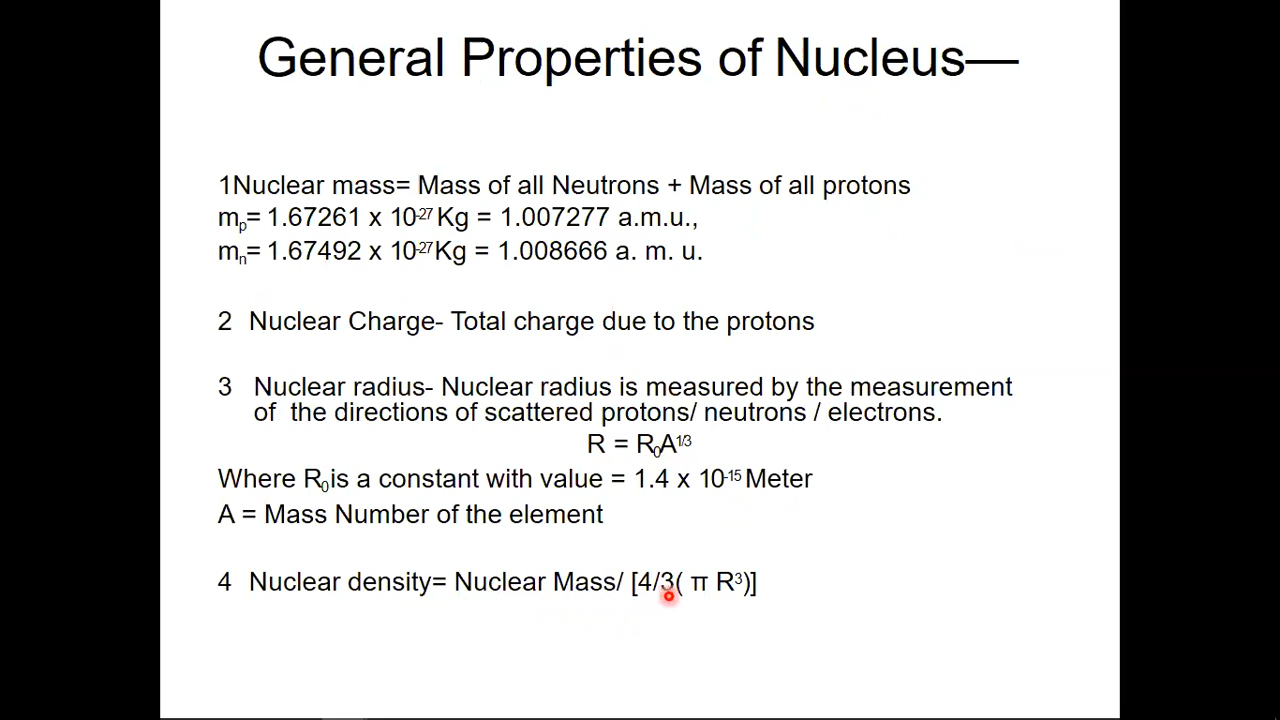 General Properties of Nucleus—
1Nuclear mass= Mass of all Neutrons + Mass of all protons
mₚ= 1.67261 x 10⁻²⁷ Kg = 1.007277 a.m.u.,
mₙ= 1.67492 x 10⁻²⁷ Kg = 1.008666 a. m. u.
2 Nuclear Charge- Total charge due to the protons
3 Nuclear radius- Nuclear radius is measured by the measurement
of the directions of scattered protons/ neutrons / electrons.
R = R₀A¹ᐟ³
Where R₀ is a constant with value = 1.4 x 10⁻¹⁵ Meter
A = Mass Number of the element
4 Nuclear density= Nuclear Mass/ [4/3( π R³)]